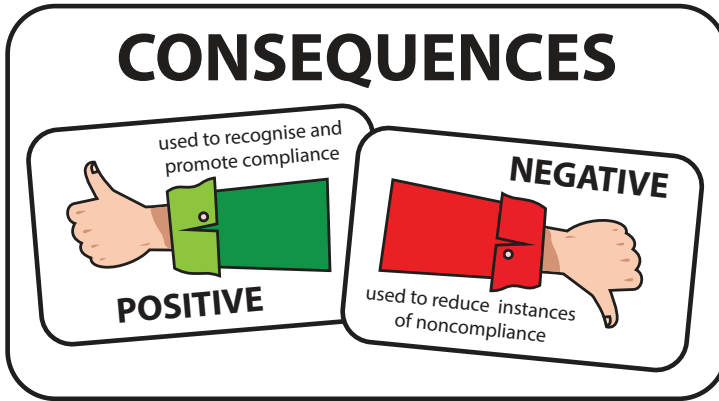 CONSEQUENCES
used to recognise and
promote compliance
POSITIVE
NEGATIVE
used to reduce instances
of noncompliance